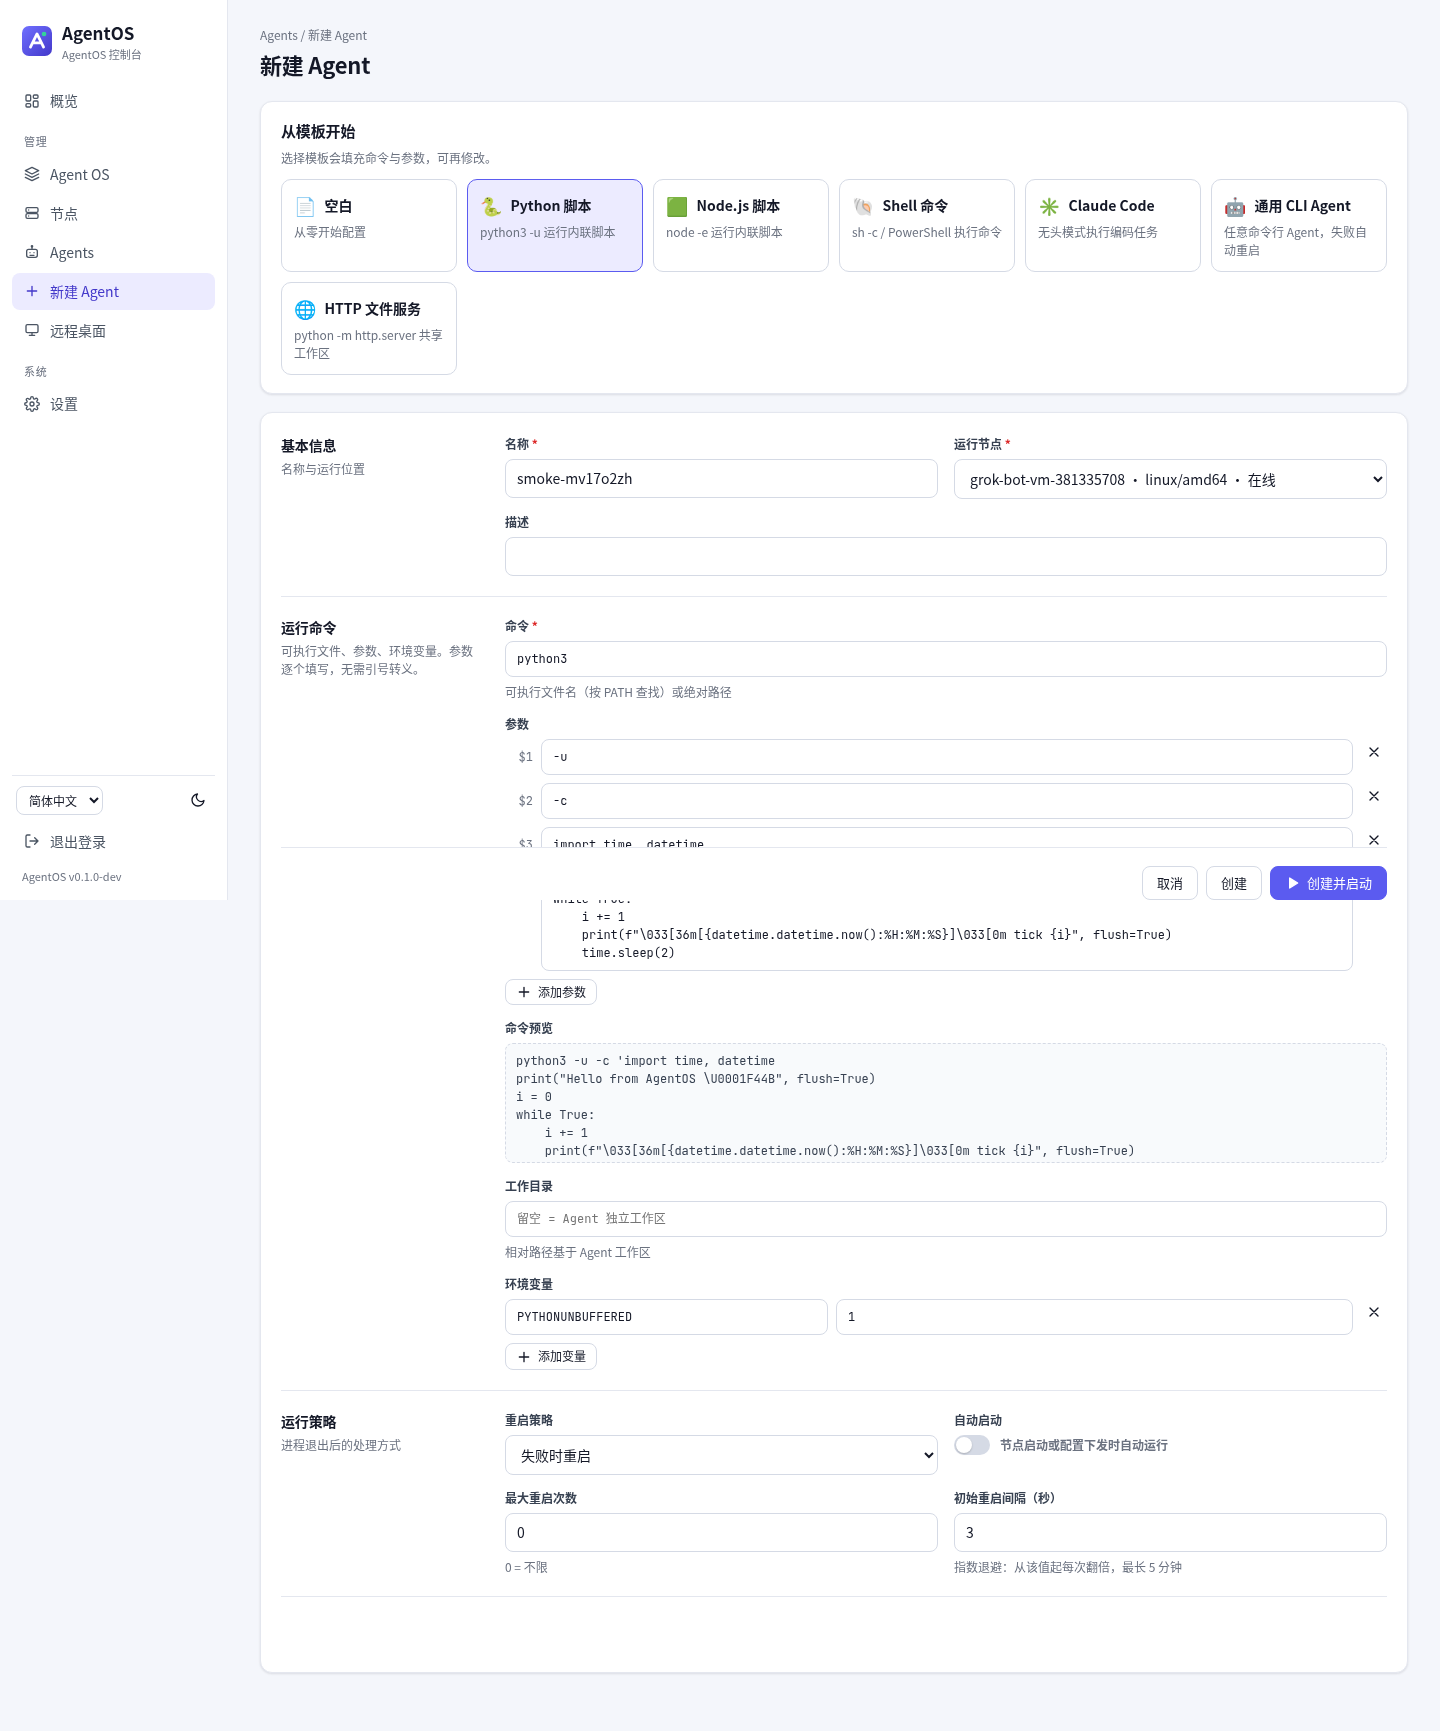 AgentOS
AgentOS 控制台
概览
管理
Agent OS
节点
Agents
新建 Agent
远程桌面
系统
设置
简体中文
退出登录
AgentOS v0.1.0-dev
Agents / 新建 Agent
新建 Agent
从模板开始
选择模板会填充命令与参数，可再修改。
空白
从零开始配置
Python 脚本
python3 -u 运行内联脚本
Node.js 脚本
node -e 运行内联脚本
Shell 命令
sh -c / PowerShell 执行命令
Claude Code
无头模式执行编码任务
通用 CLI Agent
任意命令行 Agent，失败自
动重启
HTTP 文件服务
python -m http.server 共享
工作区
基本信息
名称与运行位置
名称 *
smoke-mv17o2zh
运行节点 *
grok-bot-vm-381335708 · linux/amd64 · 在线
描述
运行命令
可执行文件、参数、环境变量。参数
逐个填写，无需引号转义。
命令 *
python3
可执行文件名（按 PATH 查找）或绝对路径
参数
$1 -u
$2 -c
$3 import time, datetime
取消
创建
创建并启动
while True:
i += 1
print(f"\033[36m[{datetime.datetime.now():%H:%M:%S}]\033[0m tick {i}", flush=True)
time.sleep(2)
添加参数
命令预览
python3 -u -c 'import time, datetime
print("Hello from AgentOS \U0001F44B", flush=True)
i = 0
while True:
i += 1
print(f"\033[36m[{datetime.datetime.now():%H:%M:%S}]\033[0m tick {i}", flush=True)
工作目录
留空 = Agent 独立工作区
相对路径基于 Agent 工作区
环境变量
PYTHONUNBUFFERED 1
添加变量
运行策略
进程退出后的处理方式
重启策略
失败时重启
自动启动
节点启动或配置下发时自动运行
最大重启次数
0
0 = 不限
初始重启间隔（秒）
3
指数退避：从该值起每次翻倍，最长 5 分钟